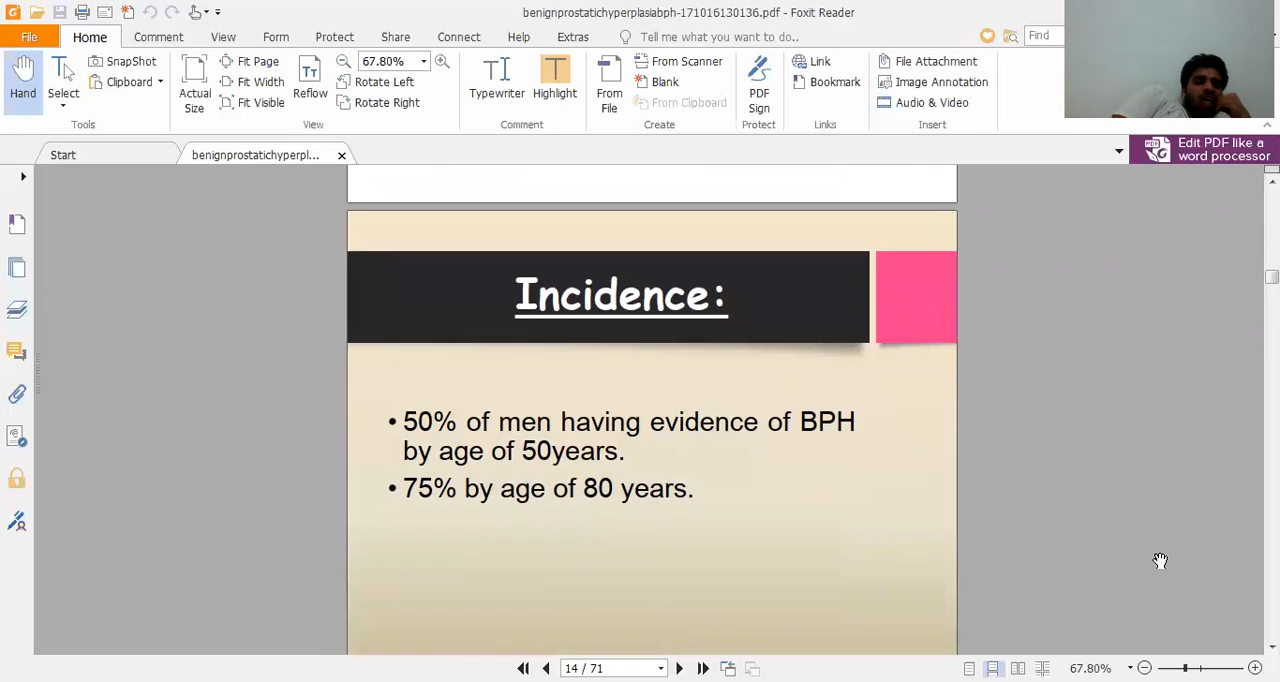 benignprostatichyperplasiabph-171016130136.pdf - Foxit Reader
File Home Comment View Form Protect Share Connect Help Extras Tell me what you want to do.. Find
Hand
Select
SnapShot
Clipboard
Tools
Actual Size
Fit Page
Fit Width
Fit Visible
Reflow
67.80%
Rotate Left
Rotate Right
View
Typewriter
Highlight
Comment
From File
From Scanner
Blank
From Clipboard
Create
PDF Sign
Protect
Link
Bookmark
Links
File Attachment
Image Annotation
Audio & Video
Insert
Start
benignprostatichyperpl...
Edit PDF like a
word processor
Incidence:
• 50% of men having evidence of BPH
by age of 50years.
• 75% by age of 80 years.
14 / 71
67.80%